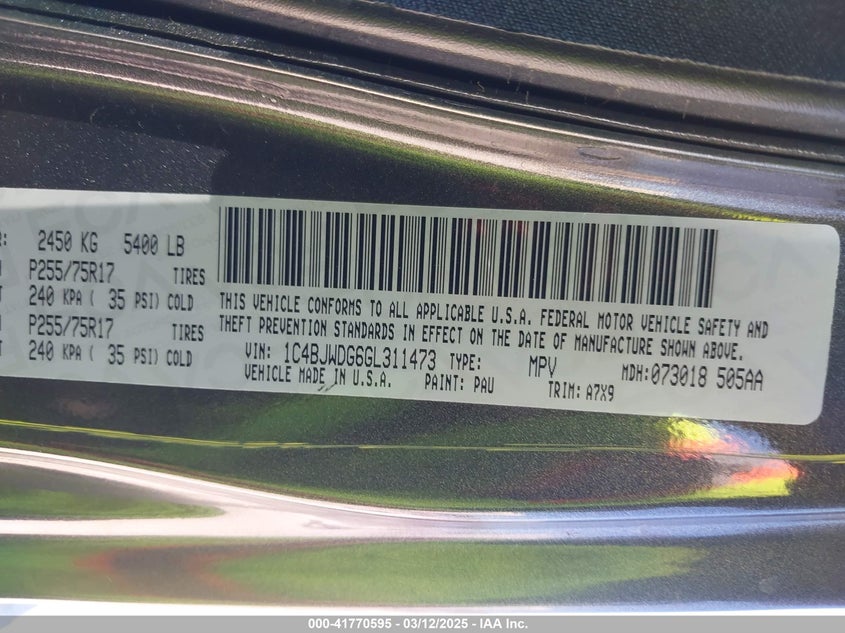 R: 2450 KG 5400 LB
P255/75R17 TIRES
240 KPA ( 35 PSI) COLD
P255/75R17 TIRES
240 KPA ( 35 PSI) COLD
THIS VEHICLE CONFORMS TO ALL APPLICABLE U.S.A. FEDERAL MOTOR VEHICLE SAFETY AND
THEFT PREVENTION STANDARDS IN EFFECT ON THE DATE OF MANUFACTURE SHOWN ABOVE.
VIN: 1C4BJWDG6GL311473 TYPE: MPV MDH:073018 505AA
VEHICLE MADE IN U.S.A. PAINT: PAU TRIM: A7X9
000-41770595 - 03/12/2025 - IAA Inc.